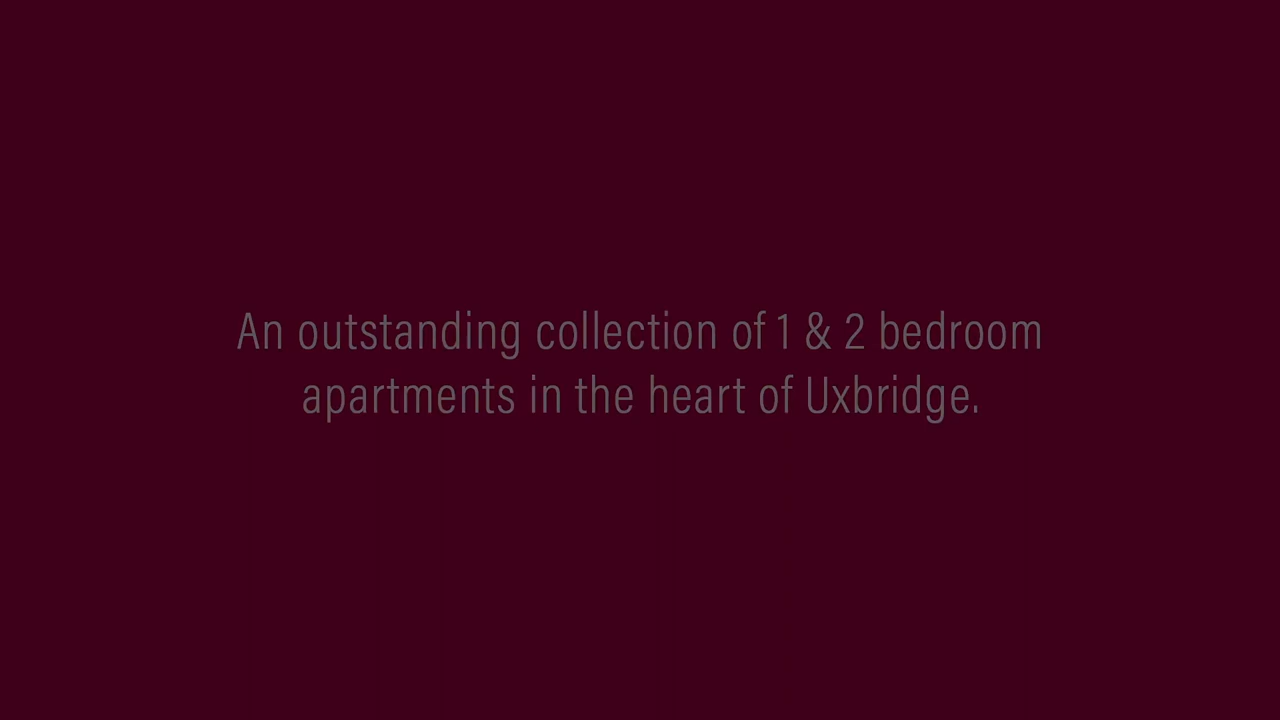 An outstanding collection of 1 & 2 bedroom
apartments in the heart of Uxbridge.